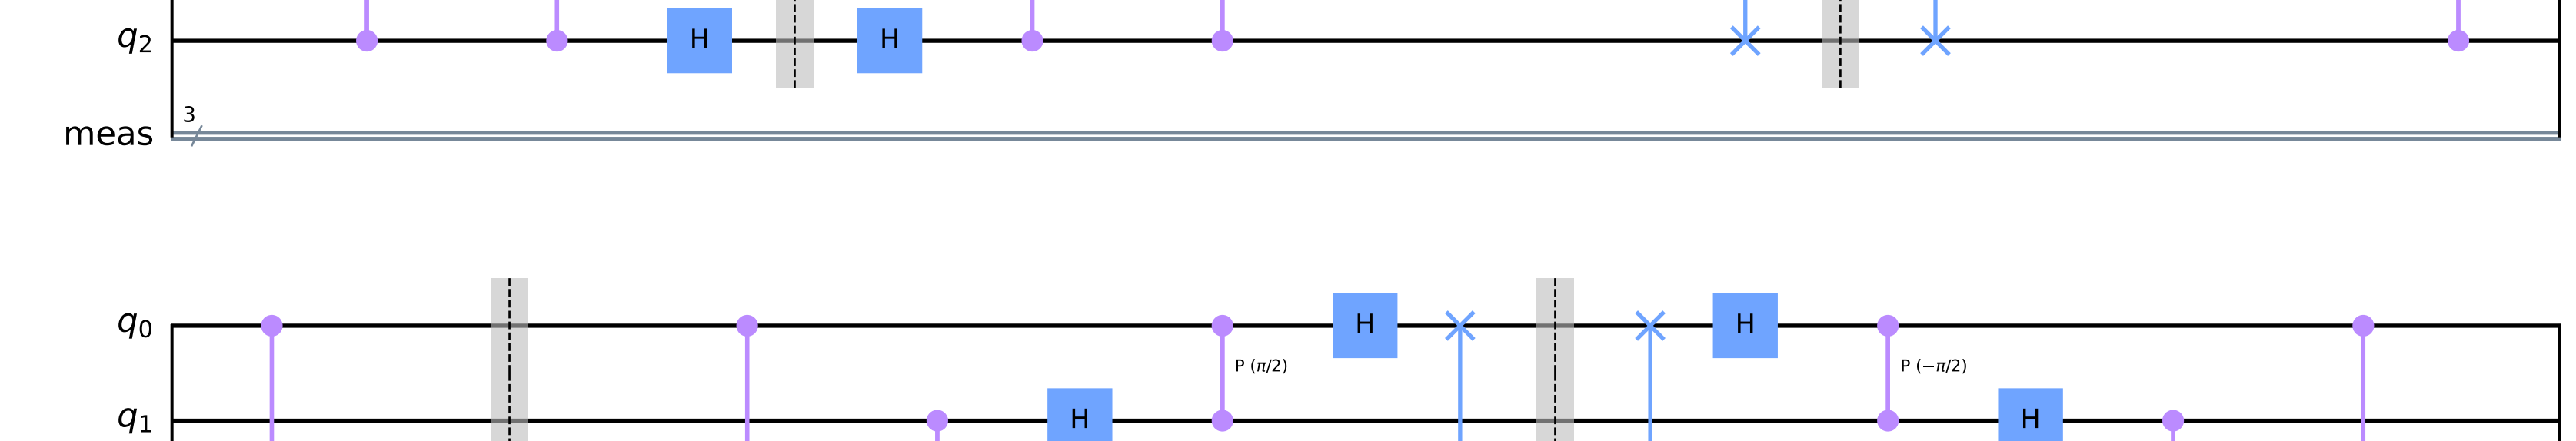 q2 H H
3
meas
q0 H H
P (π/2) P (−π/2)
q1 H H